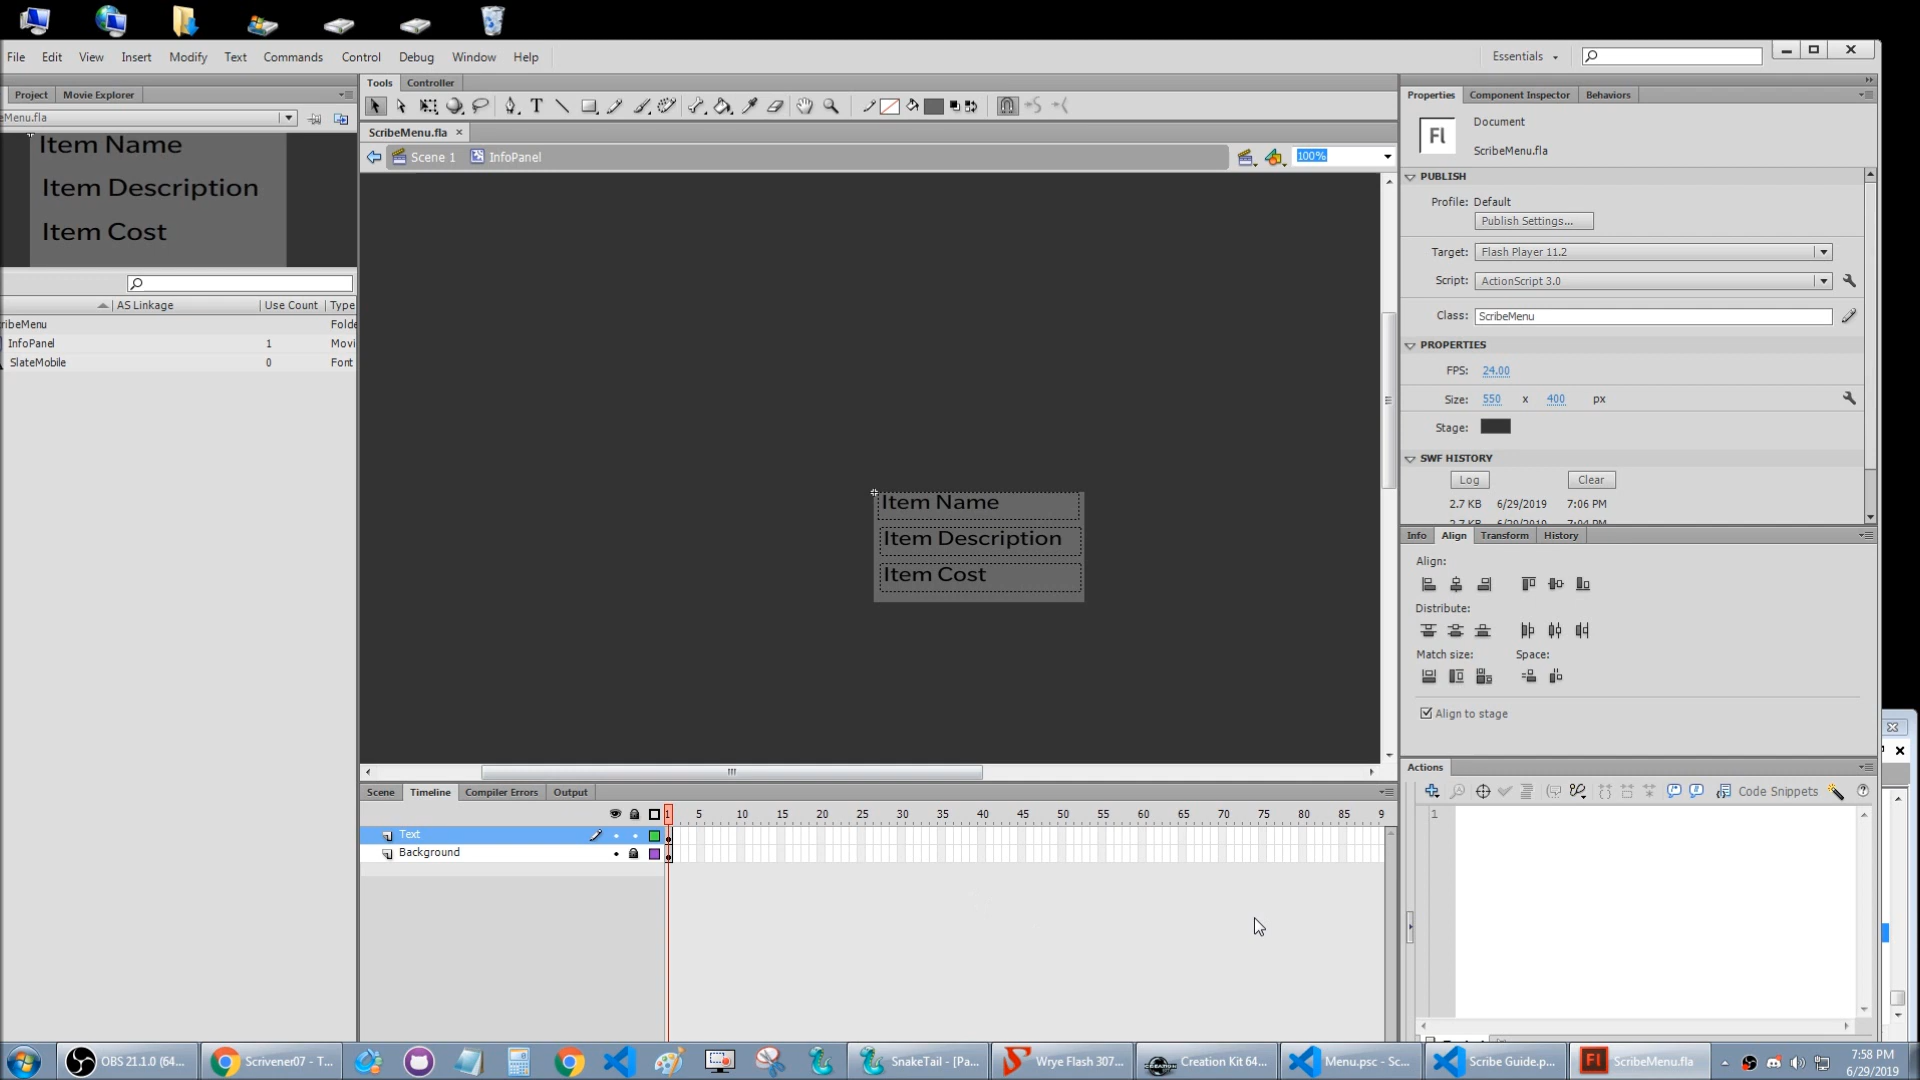 File Edit View Insert Modify Text Commands Control Debug Window Help
Essentials
Project Movie Explorer
Tools Controller
Properties Component Inspector Behaviors
eMenu.fla
ScribeMenu.fla
Scene 1 InfoPanel
100%
Item Name
Item Description
Item Cost
AS Linkage Use Count Type
ribeMenu Folde
InfoPanel 1 Movi
SlateMobile 0 Font
Item Name
Item Description
Item Cost
Fl
Document
ScribeMenu.fla
PUBLISH
Profile: Default
Publish Settings...
Target: Flash Player 11.2
Script: ActionScript 3.0
Class: ScribeMenu
PROPERTIES
FPS: 24.00
Size: 550 x 400 px
Stage:
SWF HISTORY
Log Clear
2.7 KB 6/29/2019 7:06 PM
Info Align Transform History
Align:
Distribute:
Match size: Space:
Align to stage
Scene Timeline Compiler Errors Output
1 5 10 15 20 25 30 35 40 45 50 55 60 65 70 75 80 85 9
Text
Background
Actions
Code Snippets
1
OBS 21.1.0 (64...
Scrivener07 - T...
SnakeTail - [Pa...
Wrye Flash 307...
Creation Kit 64...
Menu.psc - Sc...
Scribe Guide.p...
Fl ScribeMenu.fla
7:58 PM
6/29/2019